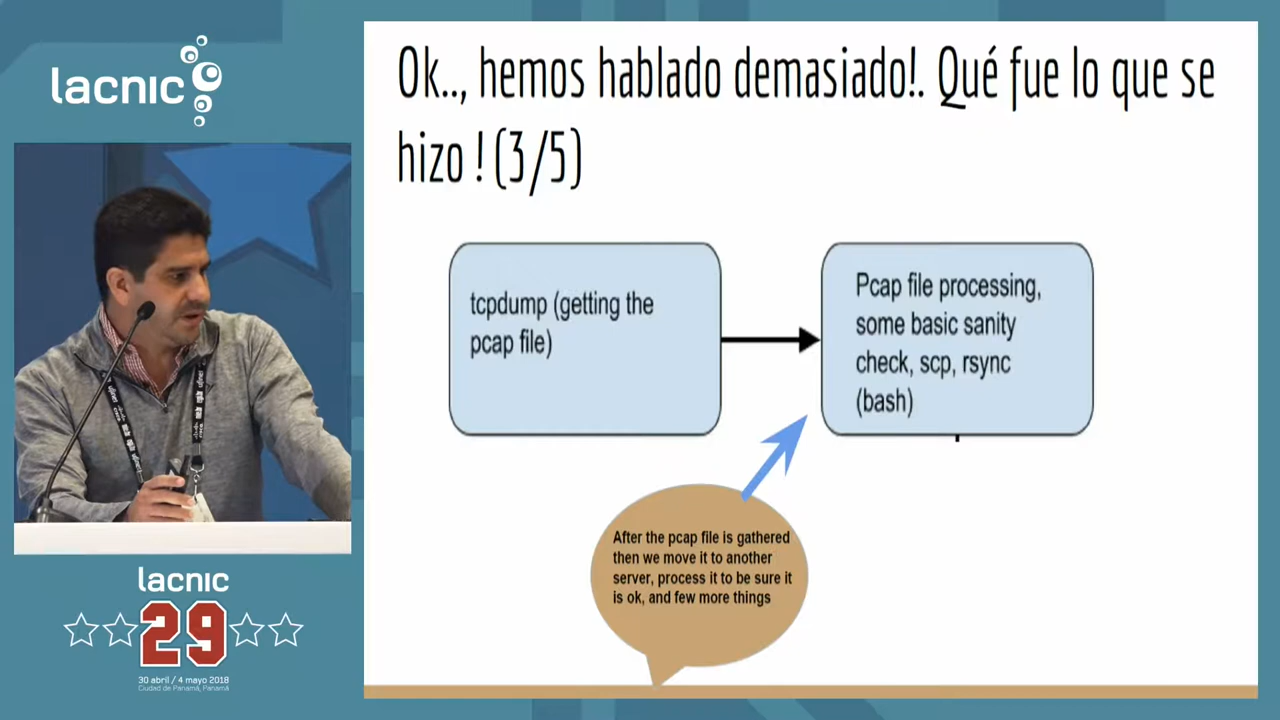 lacnic
Ok.., hemos hablado demasiado!. Qué fue lo que se
hizo ! (3/5)
tcpdump (getting the
pcap file)
Pcap file processing,
some basic sanity
check, scp, rsync
(bash)
After the pcap file is gathered
then we move it to another
server, process it to be sure it
is ok, and few more things
lacnic
29
30 abril / 4 mayo 2018
Ciudad de Panamá, Panamá